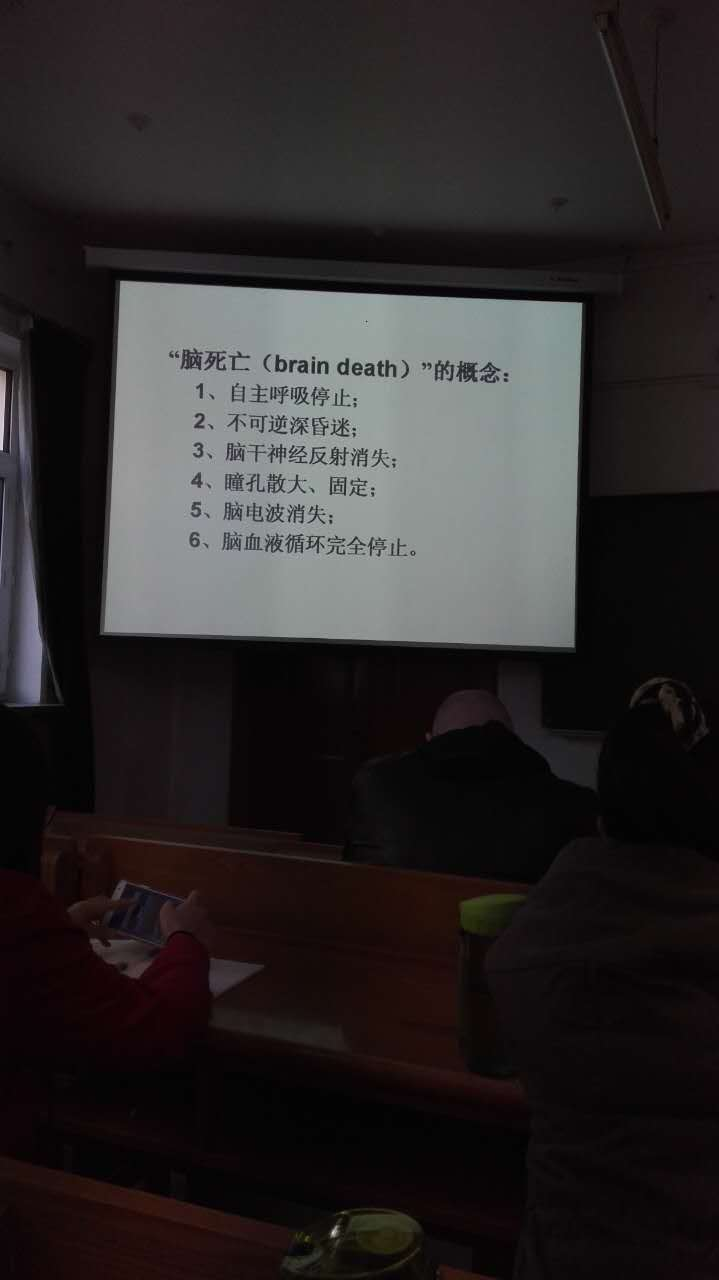 “脑死亡（brain death）”的概念：
1、自主呼吸停止；
2、不可逆深昏迷；
3、脑干神经反射消失；
4、瞳孔散大、固定；
5、脑电波消失；
6、脑血液循环完全停止。